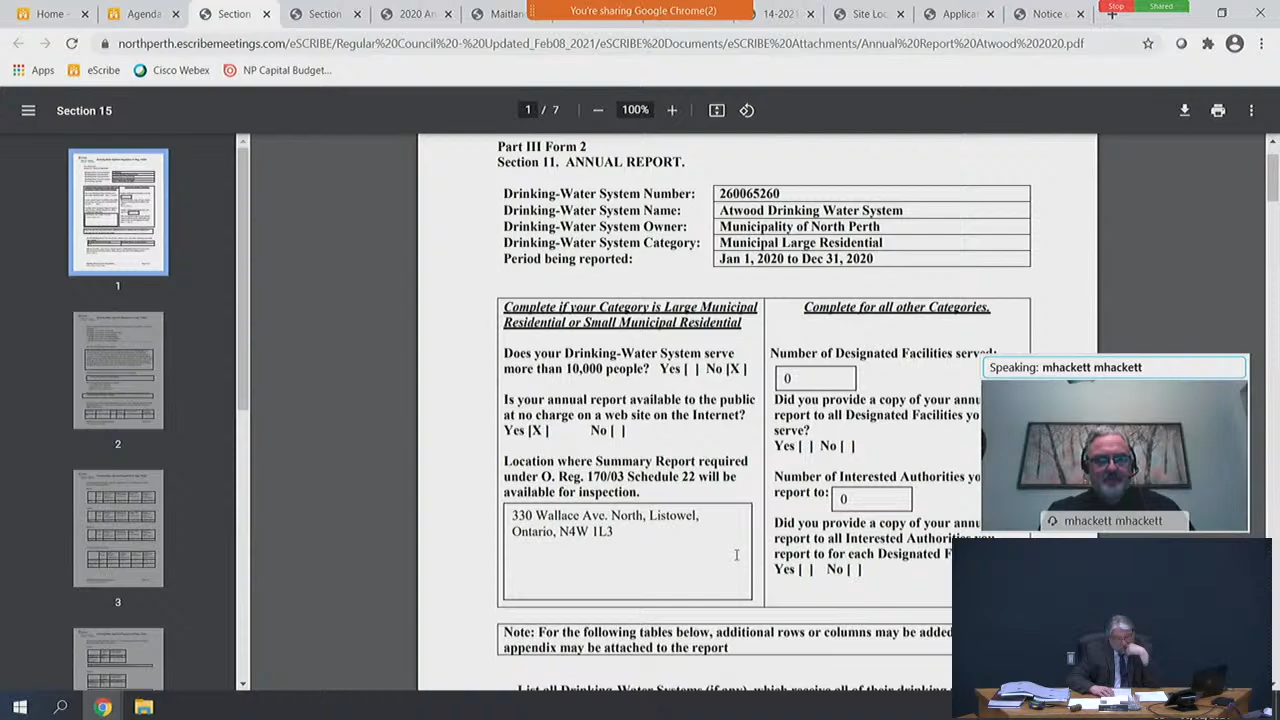 Home
Agenda
Section
Section
2020 An
Maitlan
You're sharing Google Chrome(2)
14-2021
Site Lo
Applica
Notice o
Stop
Shared
northperth.escribemeetings.com/eSCRIBE/Regular%20Council%20-%20Updated_Feb08_2021/eSCRIBE%20Documents/eSCRIBE%20Attachments/Annual%20Report%20Atwood%202020.pdf
Apps
eScribe
Cisco Webex
NP Capital Budget...
Section 15
1 / 7
100%
1
2
3
Part III Form 2
Section 11. ANNUAL REPORT.
Drinking-Water System Number: 260065260
Drinking-Water System Name: Atwood Drinking Water System
Drinking-Water System Owner: Municipality of North Perth
Drinking-Water System Category: Municipal Large Residential
Period being reported: Jan 1, 2020 to Dec 31, 2020
Complete if your Category is Large Municipal
Residential or Small Municipal Residential
Does your Drinking-Water System serve
more than 10,000 people? Yes [ ] No [X ]
Is your annual report available to the public
at no charge on a web site on the Internet?
Yes [X ] No [ ]
Location where Summary Report required
under O. Reg. 170/03 Schedule 22 will be
available for inspection.
330 Wallace Ave. North, Listowel,
Ontario, N4W 1L3
Complete for all other Categories.
Number of Designated Facilities served:
0
Did you provide a copy of your annu
report to all Designated Facilities yo
serve?
Yes [ ] No [ ]
Number of Interested Authorities yo
report to: 0
Did you provide a copy of your annu
report to all Interested Authorities you
report to for each Designated F
Yes [ ] No [ ]
Note: For the following tables below, additional rows or columns may be added
appendix may be attached to the report
List all Drinking-Water Systems (if any), which
Speaking: mhackett mhackett
mhackett mhackett